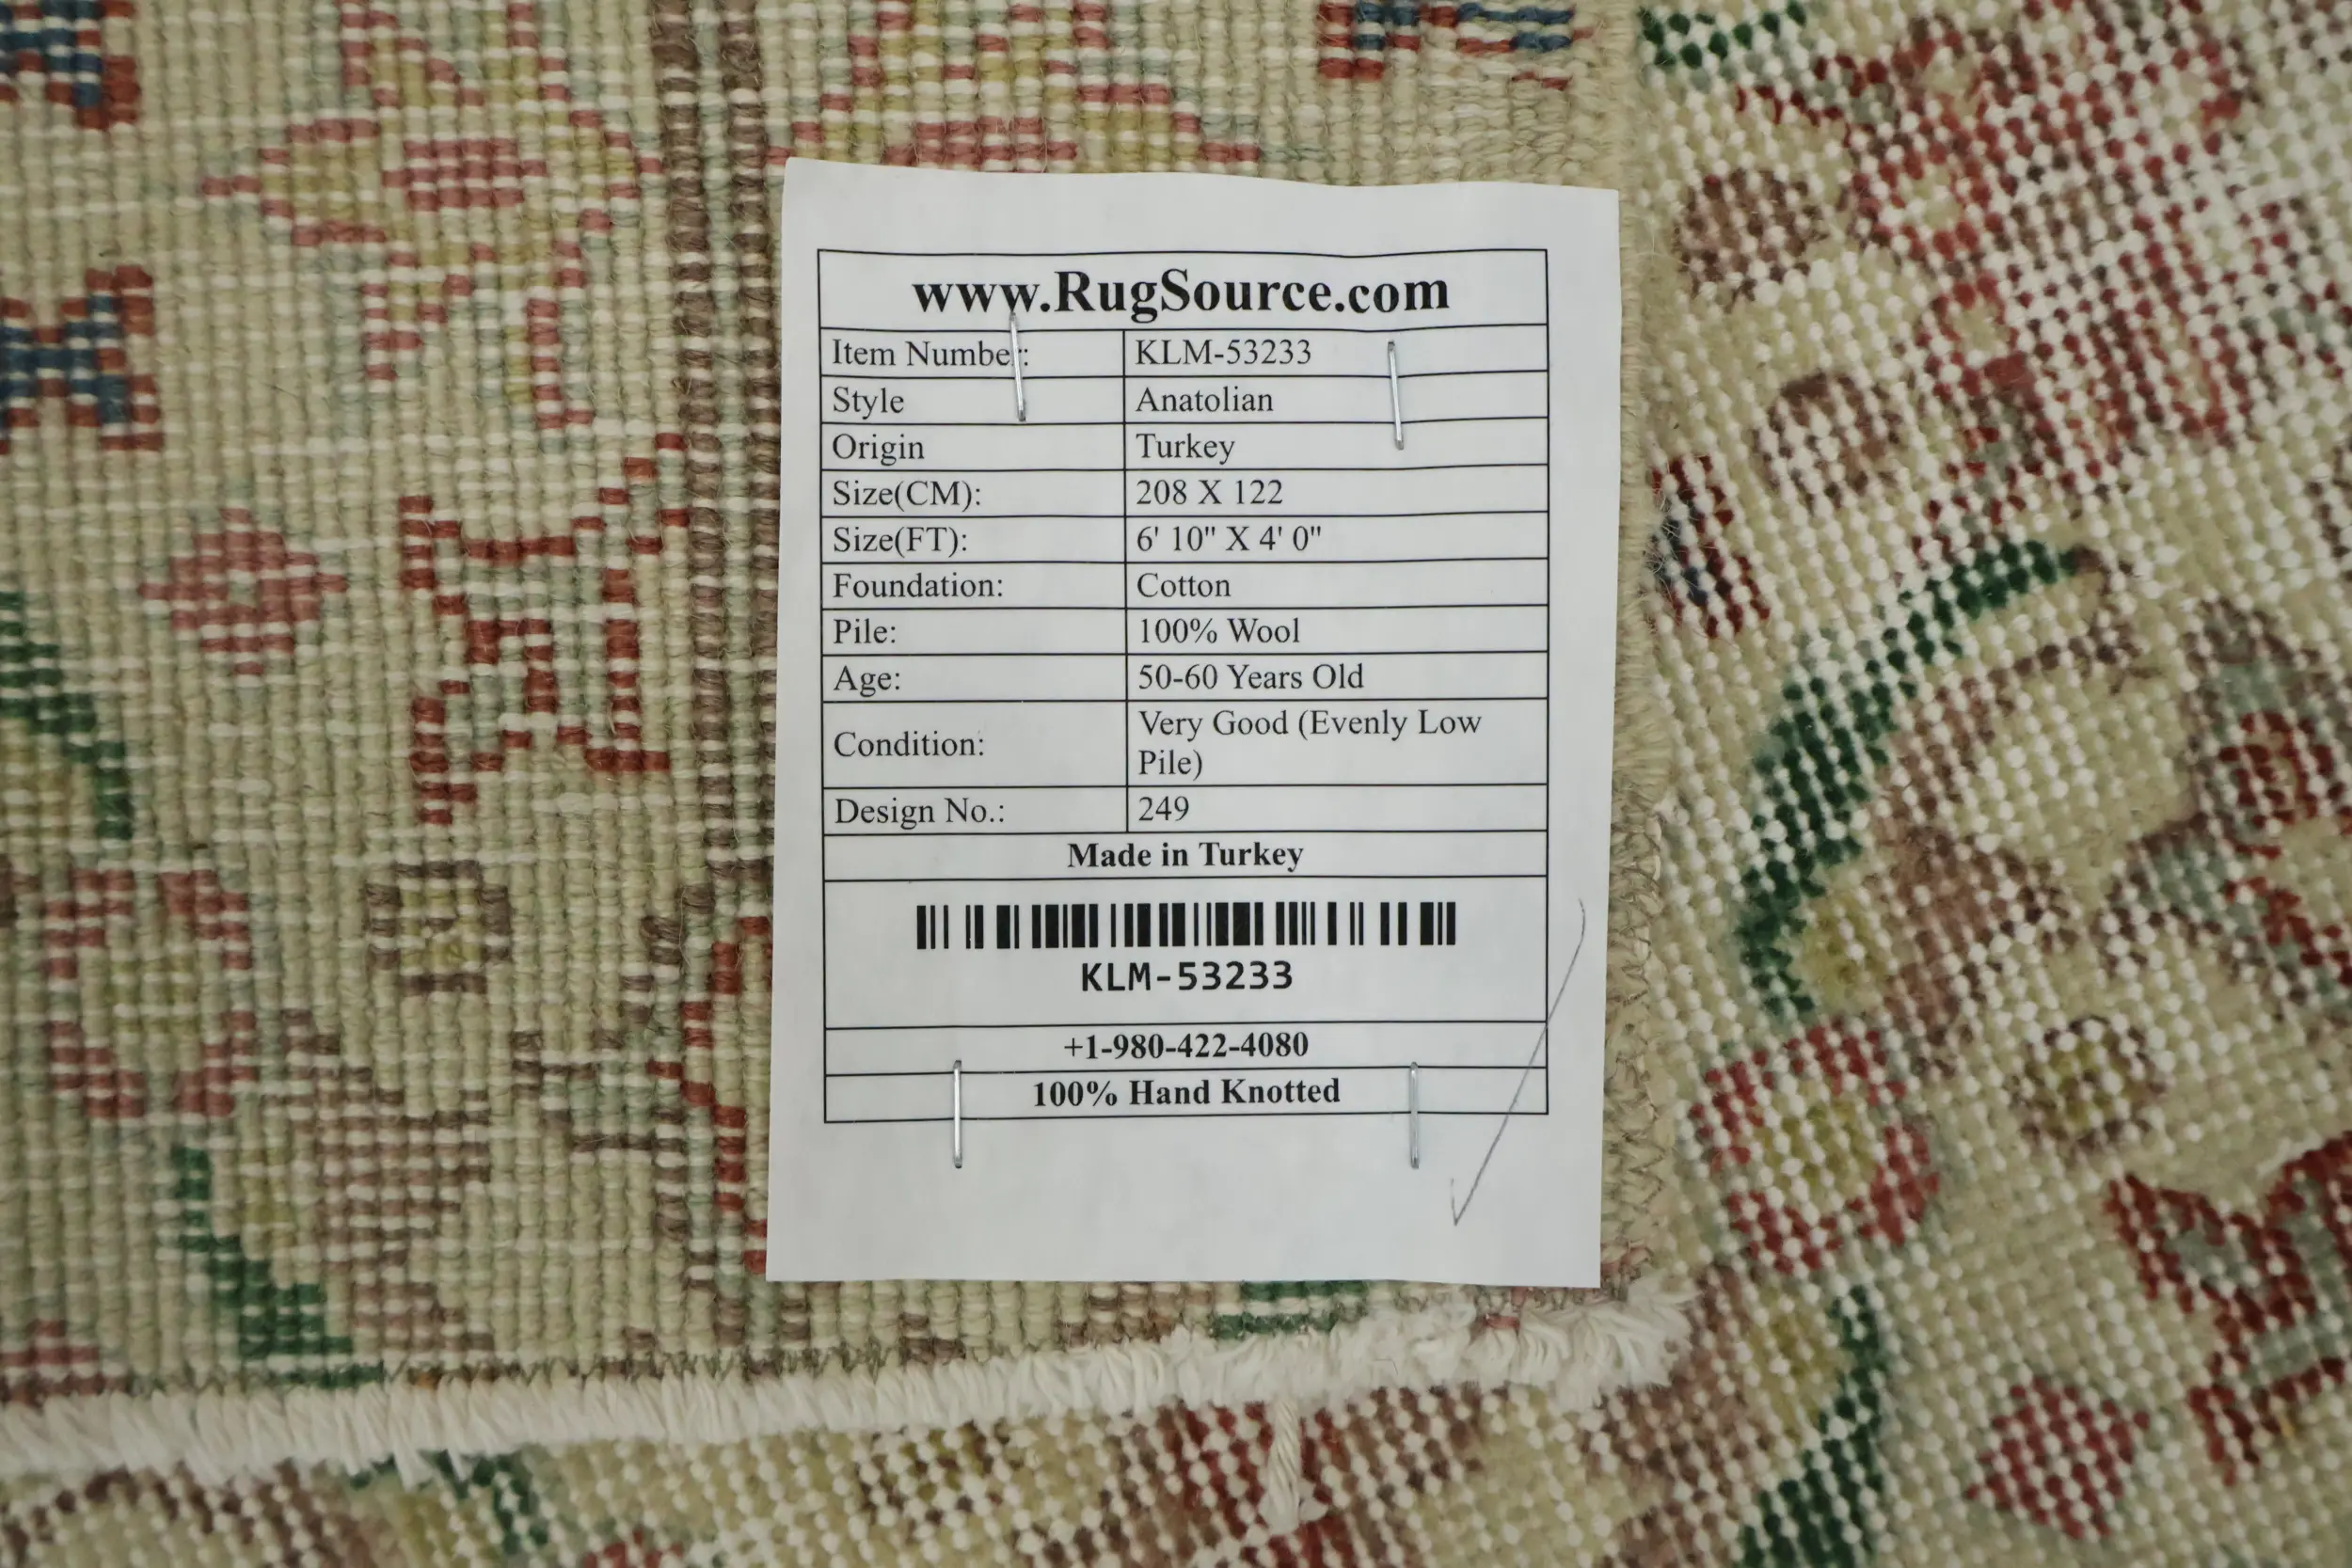 www.RugSource.com
Item Number: KLM-53233
Style Anatolian
Origin Turkey
Size(CM): 208 X 122
Size(FT): 6' 10" X 4' 0"
Foundation: Cotton
Pile: 100% Wool
Age: 50-60 Years Old
Condition: Very Good (Evenly Low
Pile)
Design No.: 249
Made in Turkey
KLM-53233
+1-980-422-4080
100% Hand Knotted